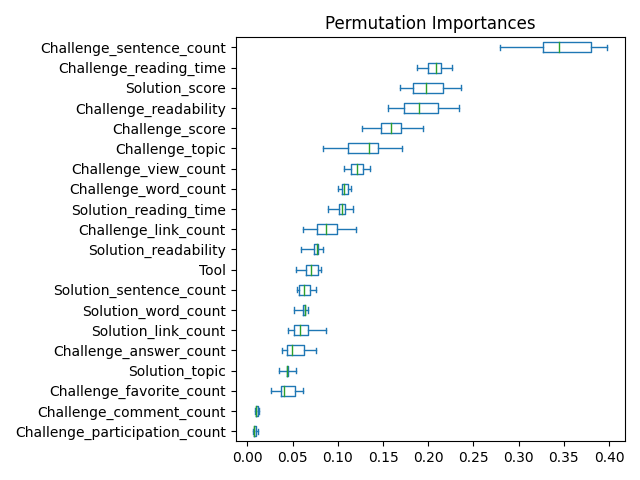 Permutation Importances
Challenge_sentence_count
Challenge_reading_time
Solution_score
Challenge_readability
Challenge_score
Challenge_topic
Challenge_view_count
Challenge_word_count
Solution_reading_time
Challenge_link_count
Solution_readability
Tool
Solution_sentence_count
Solution_word_count
Solution_link_count
Challenge_answer_count
Solution_topic
Challenge_favorite_count
Challenge_comment_count
Challenge_participation_count
0.00 0.05 0.10 0.15 0.20 0.25 0.30 0.35 0.40